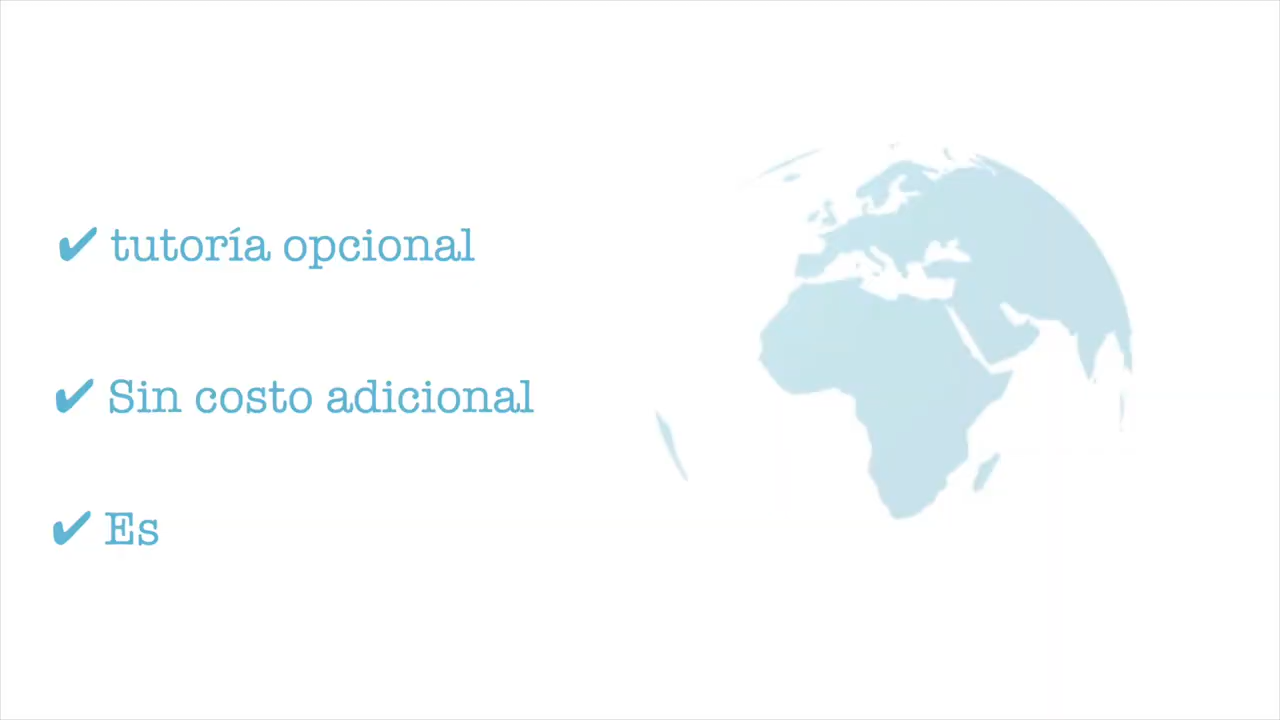 ✔ tutoría opcional
✔ Sin costo adicional
✔ Es